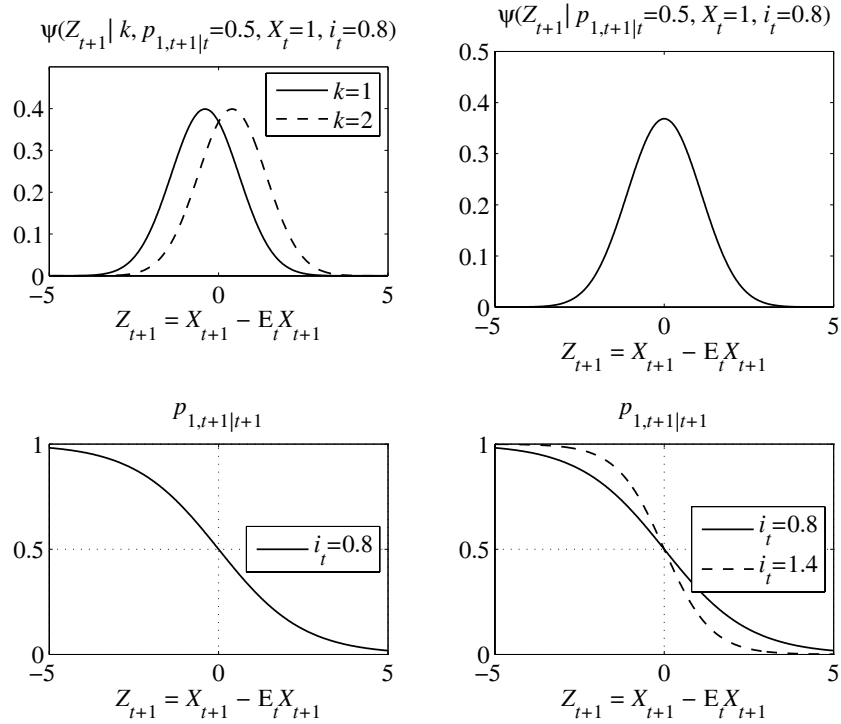 ψ(Z_{t+1} | k, p_{1,t+1|t}=0.5, X_t=1, i_t=0.8)
0.4
0.3
0.2
0.1
0
−5
0
5
k=1
k=2
Z_{t+1} = X_{t+1} − E_t X_{t+1}
ψ(Z_{t+1} | p_{1,t+1|t}=0.5, X_t=1, i_t=0.8)
0.5
0.4
0.3
0.2
0.1
0
−5
0
5
Z_{t+1} = X_{t+1} − E_t X_{t+1}
p_{1,t+1|t+1}
1
0.5
0
−5
0
5
i_t=0.8
Z_{t+1} = X_{t+1} − E_t X_{t+1}
p_{1,t+1|t+1}
1
0.5
0
−5
0
5
i_t=0.8
i_t=1.4
Z_{t+1} = X_{t+1} − E_t X_{t+1}